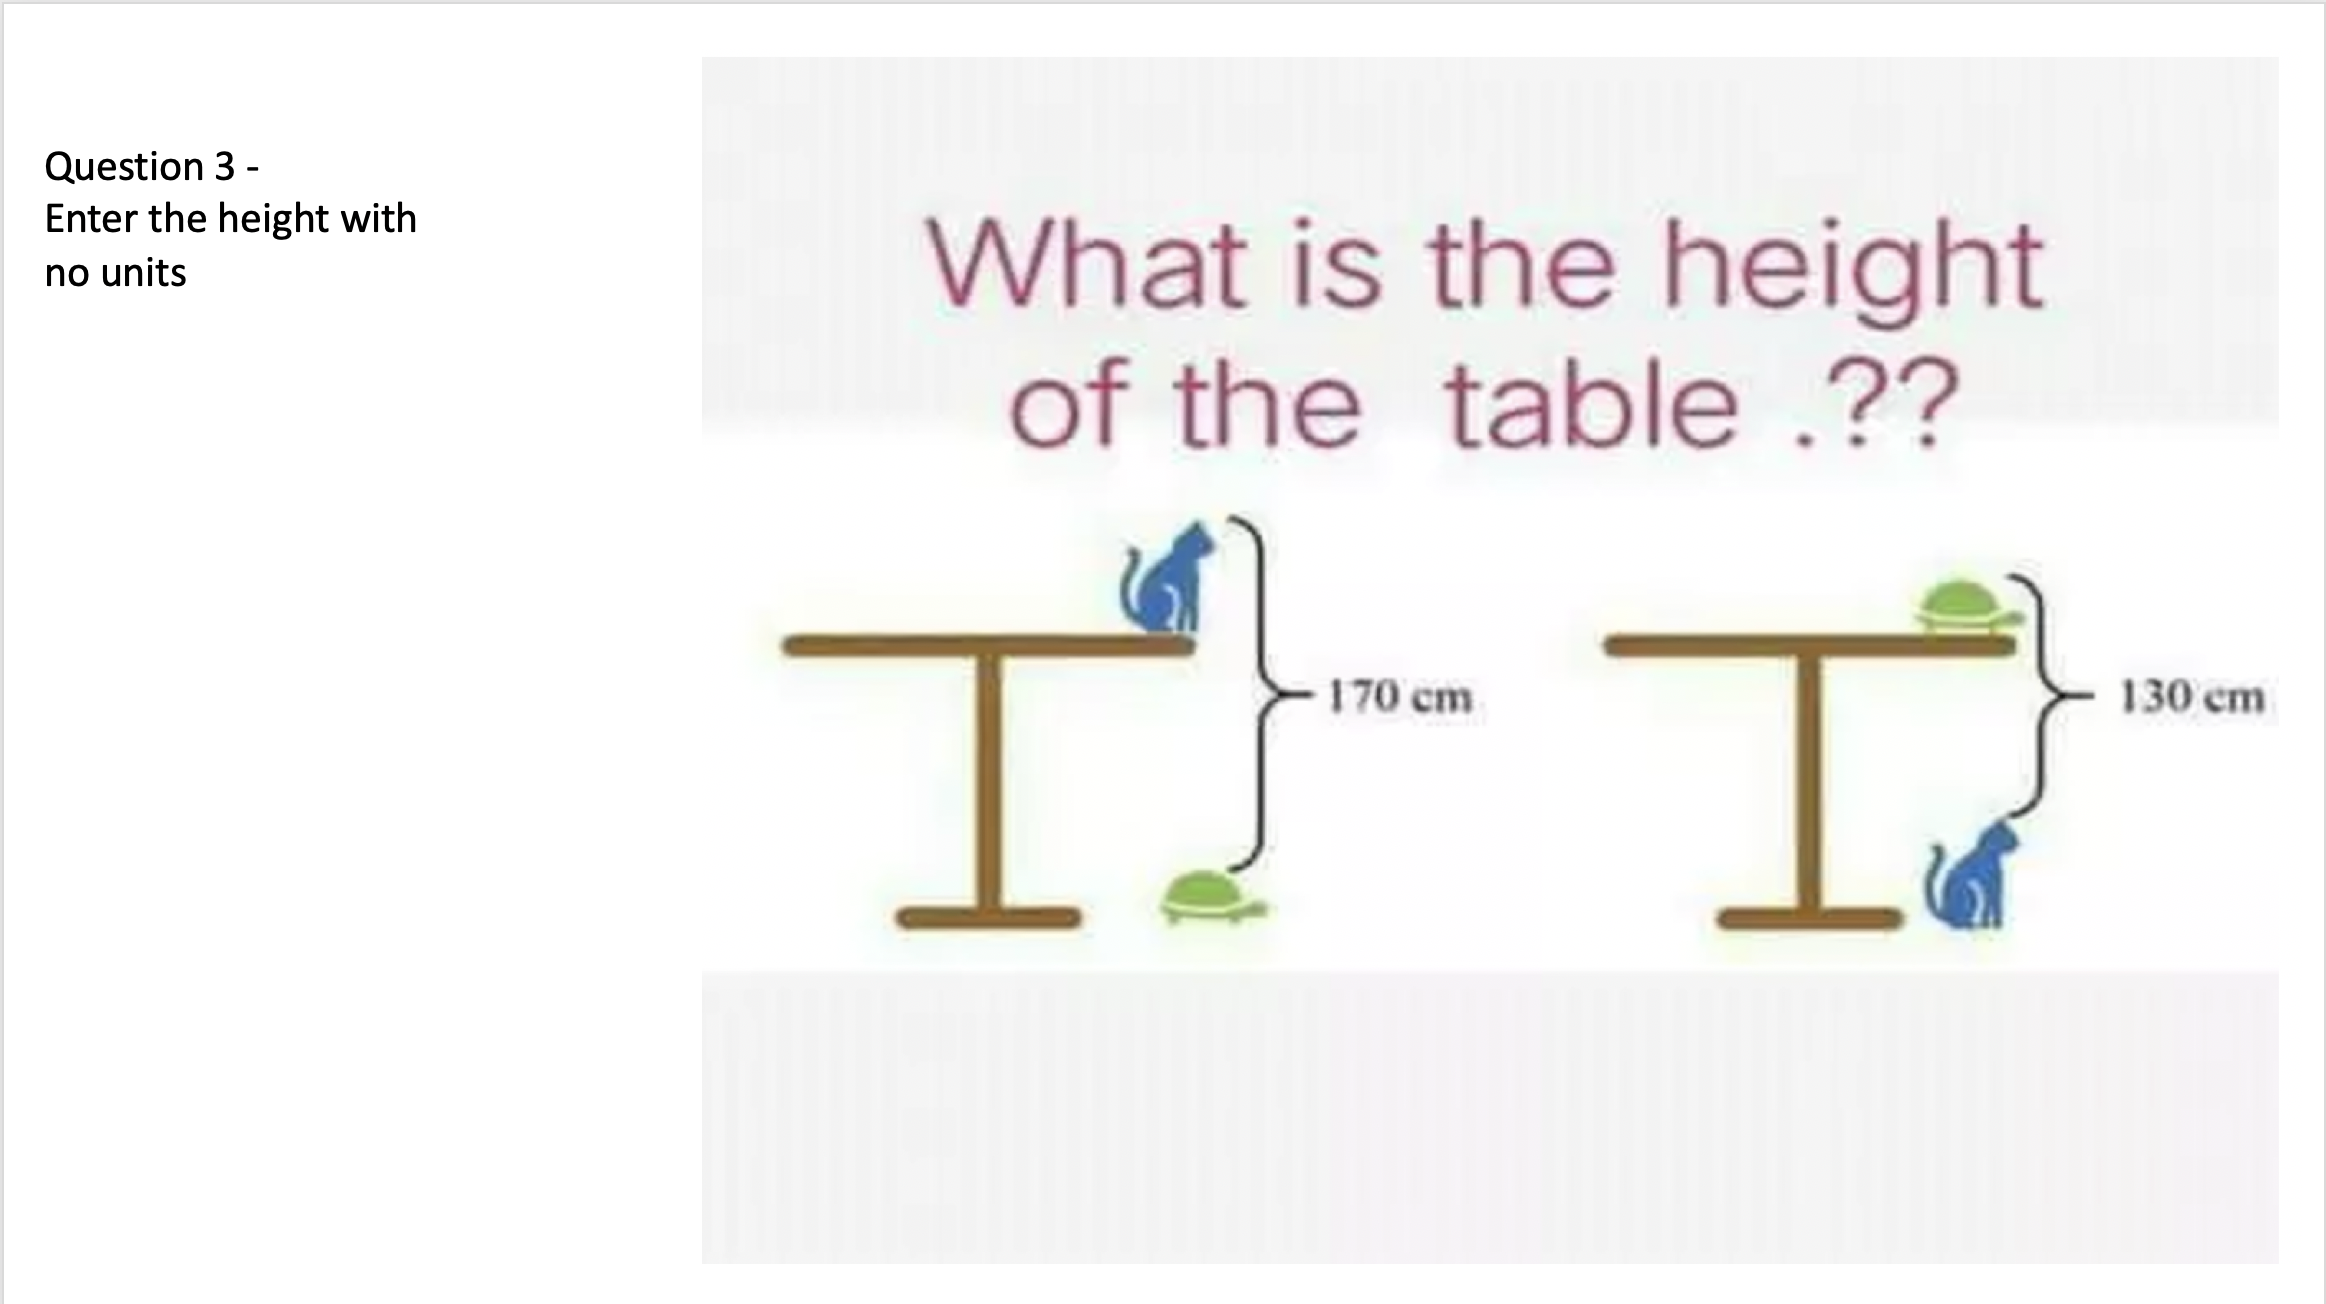 Question 3 -
Enter the height with
no units
What is the height
of the table .??
170 cm
130 cm